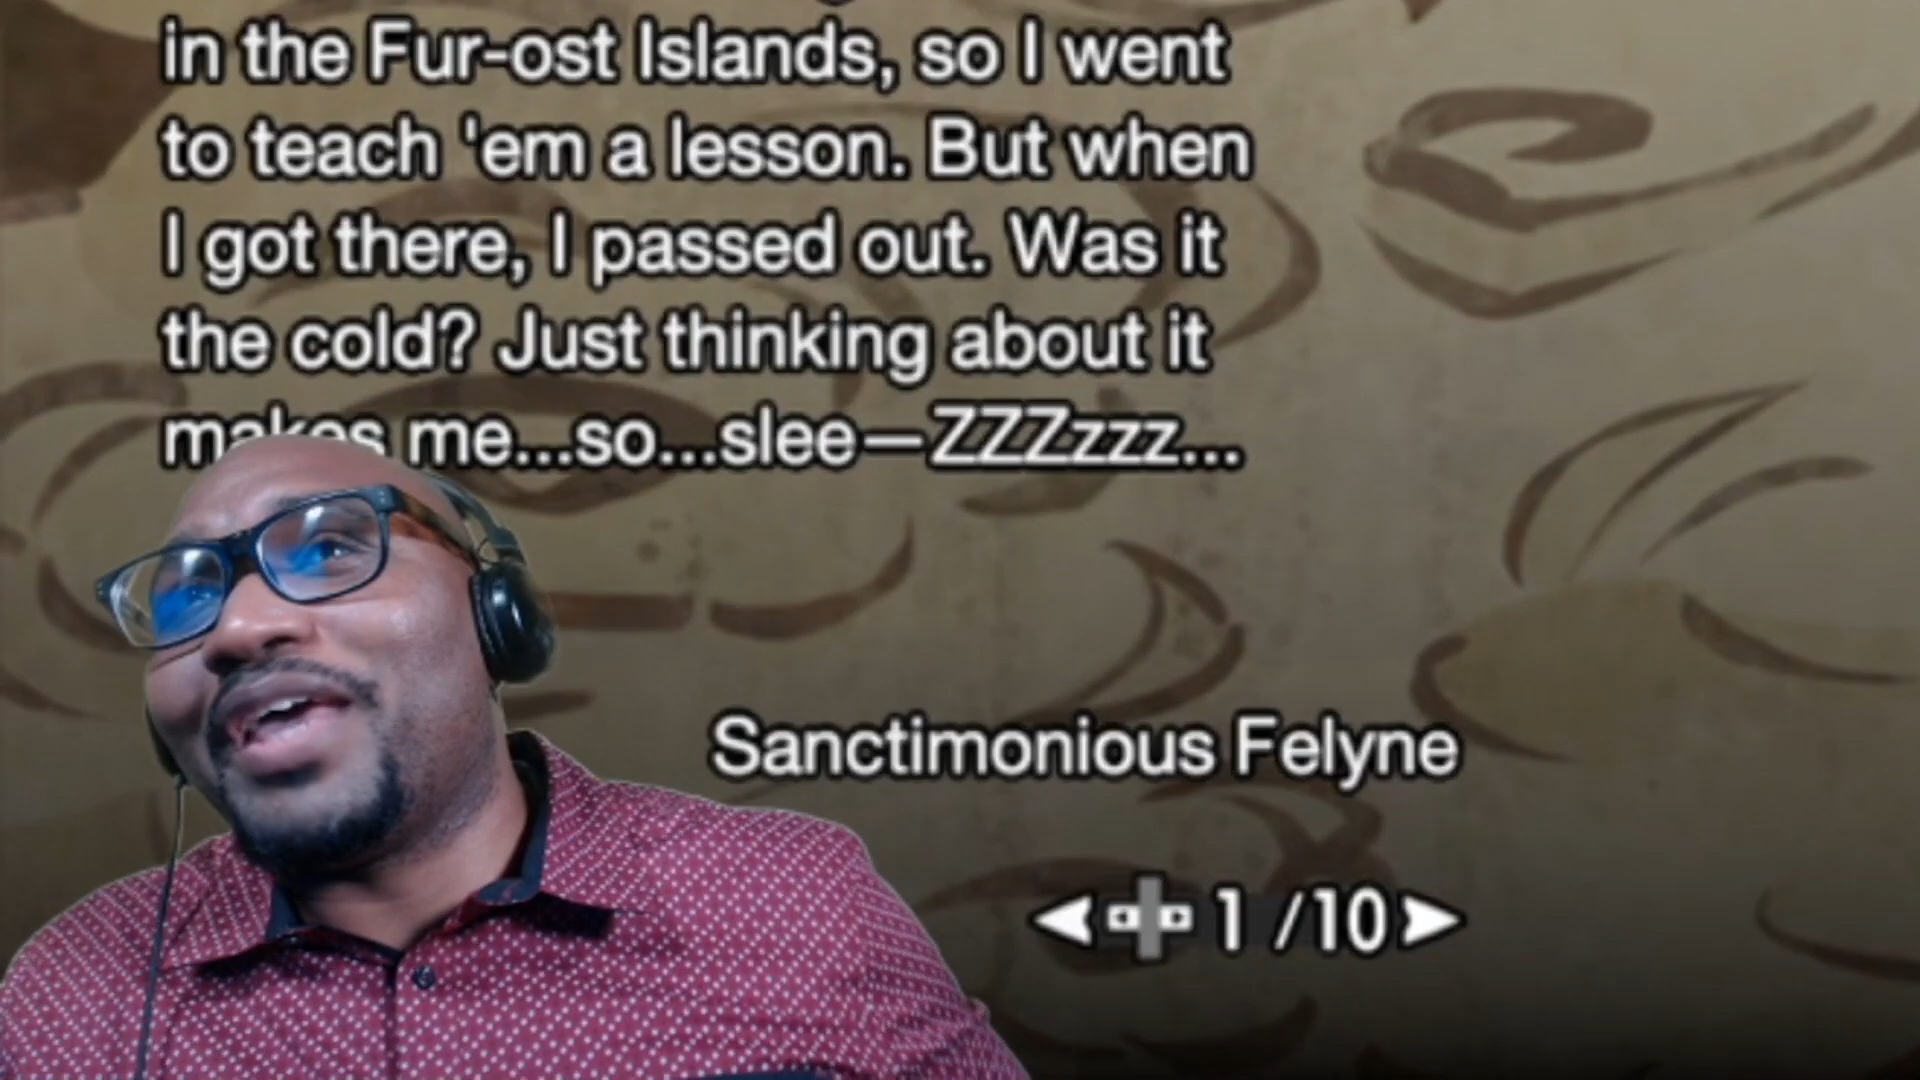 in the Fur-ost Islands, so I went
to teach 'em a lesson. But when
I got there, I passed out. Was it
the cold? Just thinking about it
makes me...so...slee—ZZZzzz...
Sanctimonious Felyne
1 /10